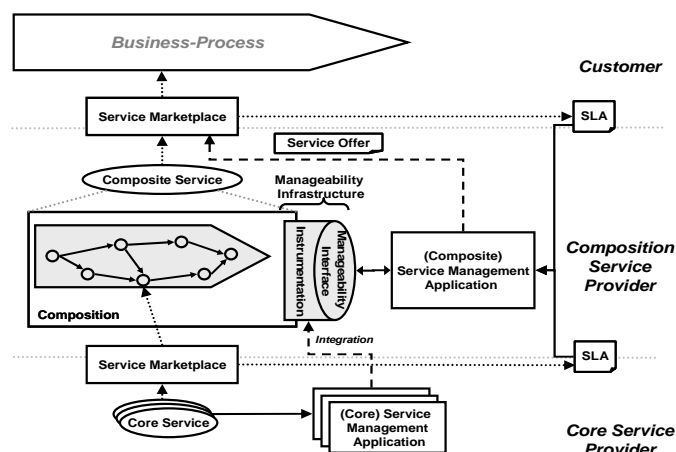 Business-Process
Customer
Service Marketplace
SLA
Service Offer
Composite Service
Manageability
Infrastructure
Instrumentation
Manageability
Interface
(Composite)
Service Management
Application
Composition
Service
Provider
Composition
Integration
Service Marketplace
SLA
Core Service
(Core) Service
Management
Application
Core Service
Provider